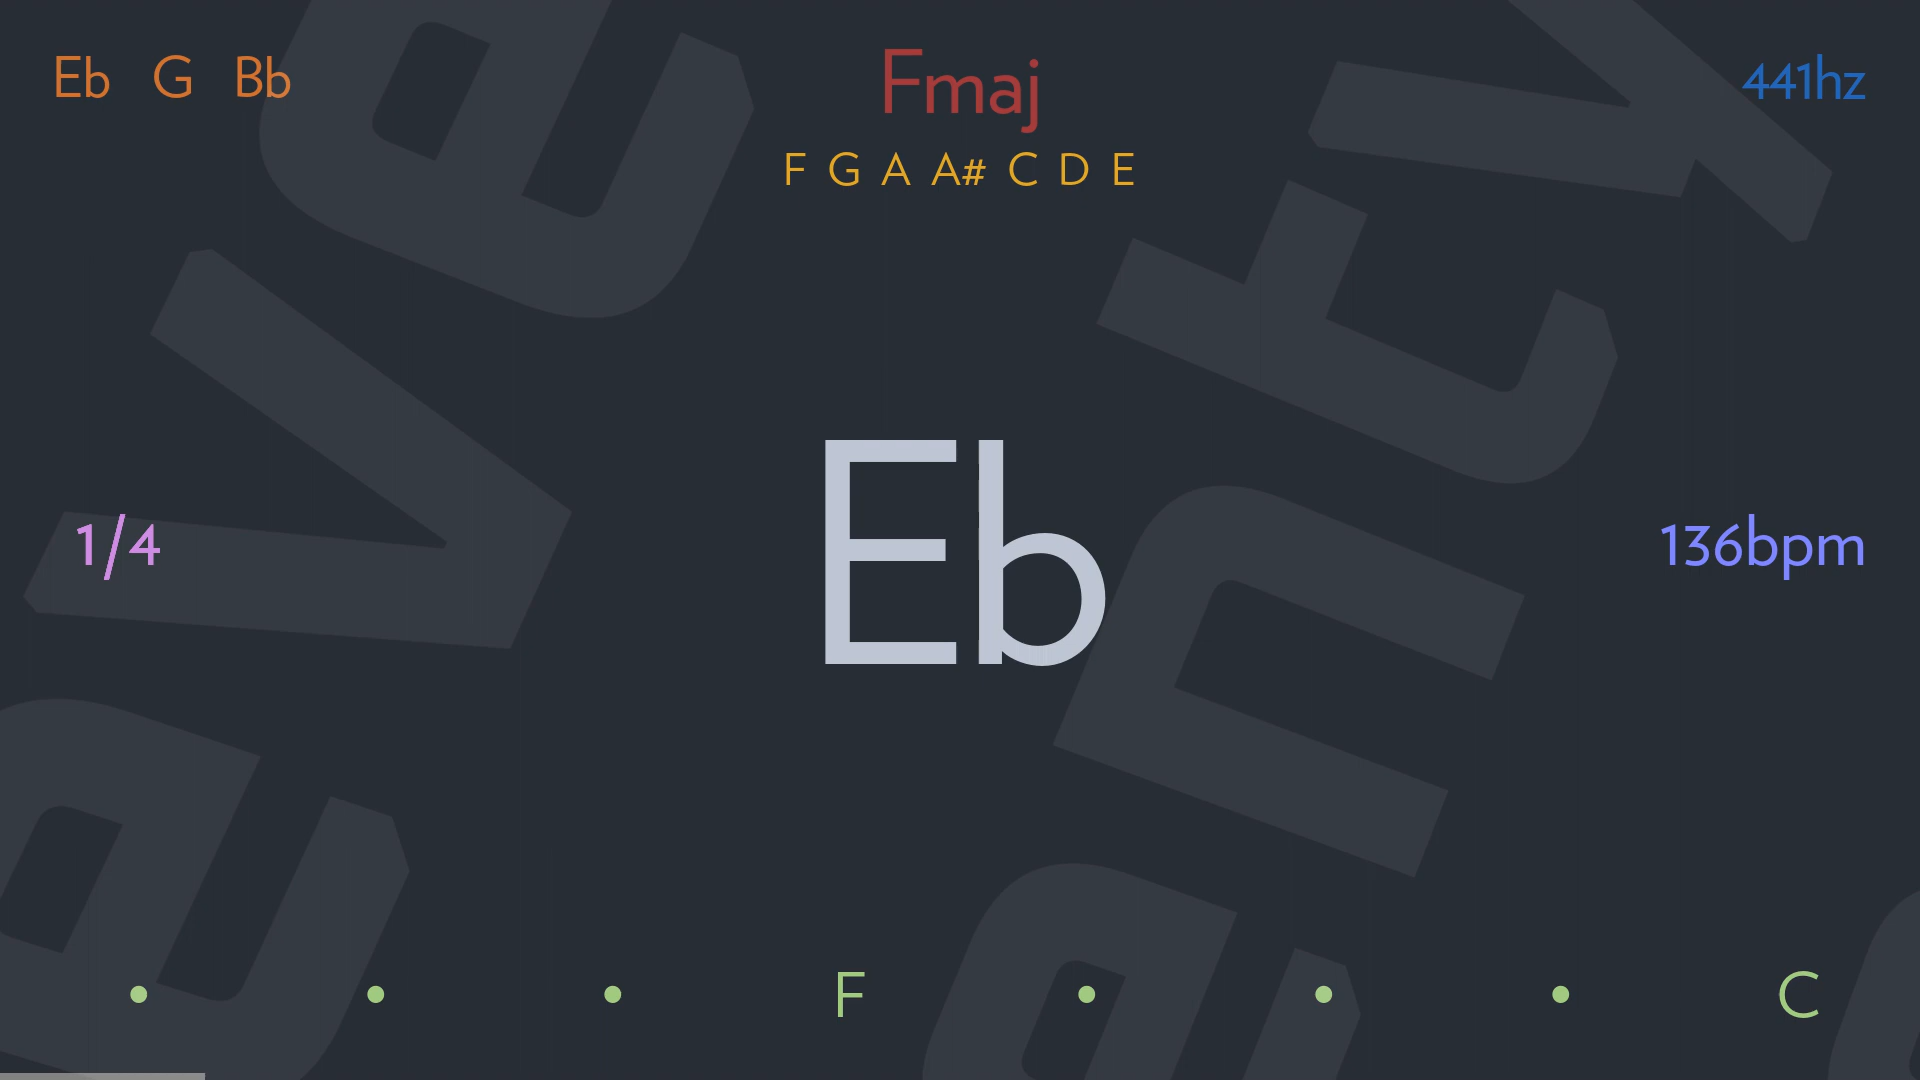 Eb G Bb
Fmaj
441hz
F G A A# C D E
1/4
Eb
136bpm
• • • F • • • C